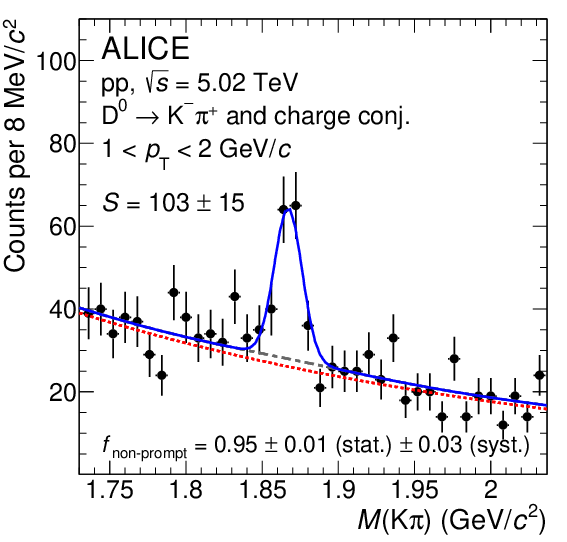 ALICE
pp, √s = 5.02 TeV
D⁰ → K⁻π⁺ and charge conj.
1 < p_T < 2 GeV/c
S = 103 ± 15
f_non-prompt = 0.95 ± 0.01 (stat.) ± 0.03 (syst.)
Counts per 8 MeV/c²
100
80
60
40
20
1.75 1.8 1.85 1.9 1.95 2
M(Kπ) (GeV/c²)